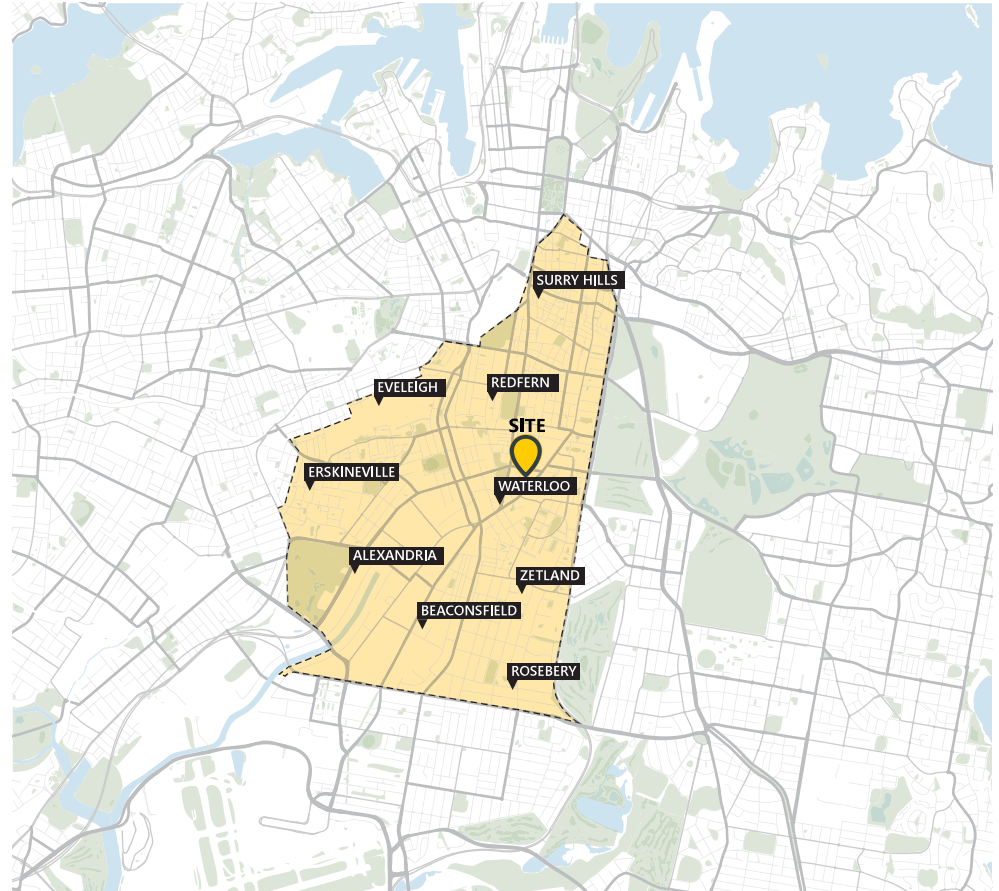 SURRY HILLS
EVELEIGH
REDFERN
SITE
ERSKINEVILLE
WATERLOO
ALEXANDRIA
ZETLAND
BEACONSFIELD
ROSEBERY